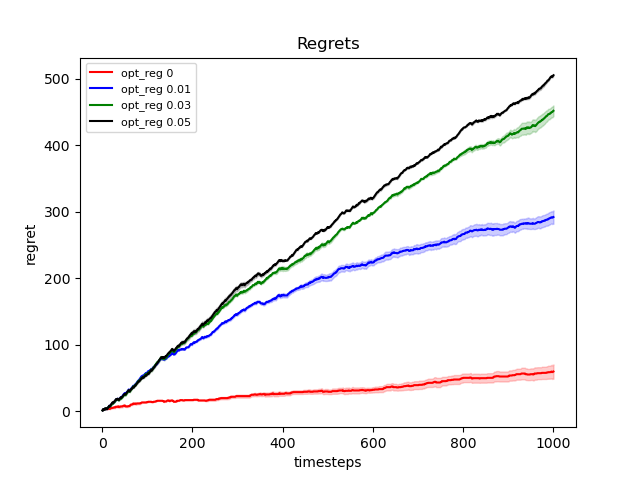 Regrets
opt_reg 0
opt_reg 0.01
opt_reg 0.03
opt_reg 0.05
500
400
300
200
100
0
regret
0 200 400 600 800 1000
timesteps